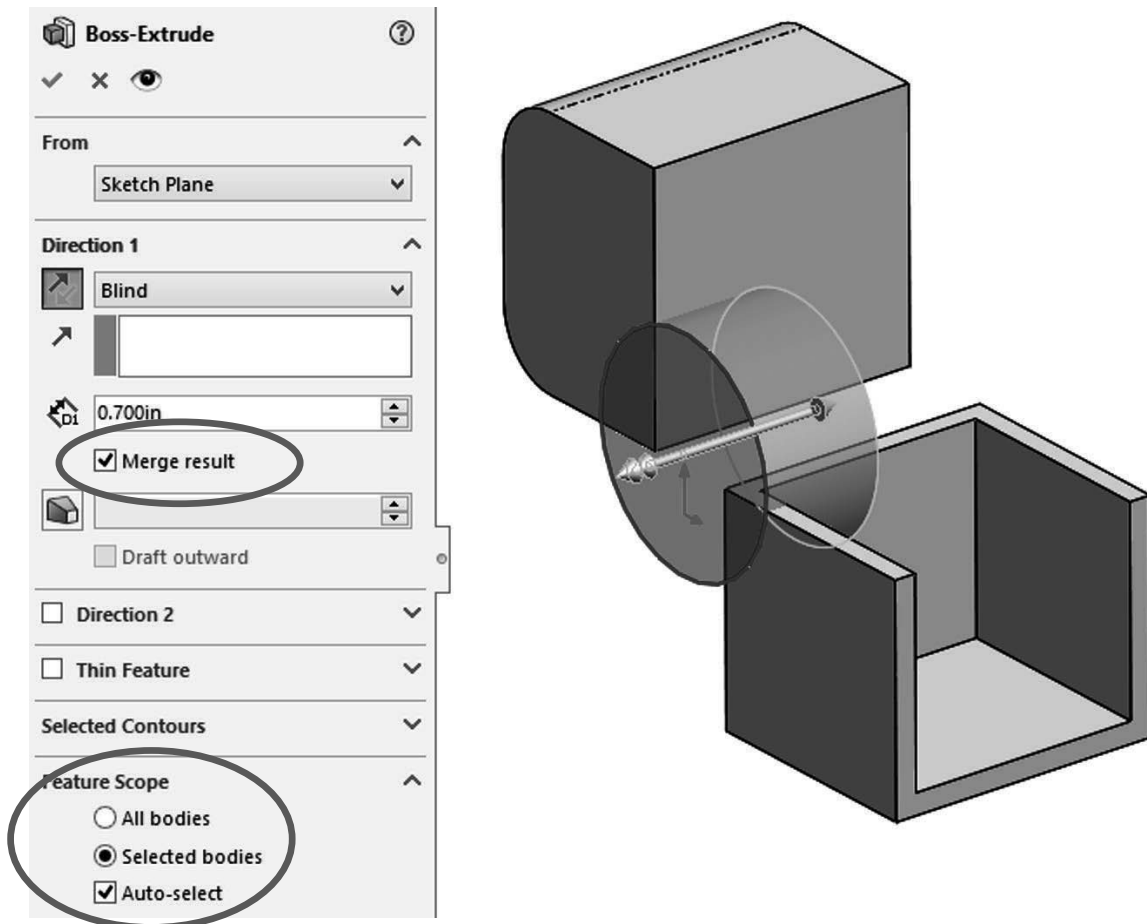 Boss-Extrude
From
Sketch Plane
Direction 1
Blind
D1
0.700in
Merge result
Draft outward
Direction 2
Thin Feature
Selected Contours
Feature Scope
All bodies
Selected bodies
Auto-select